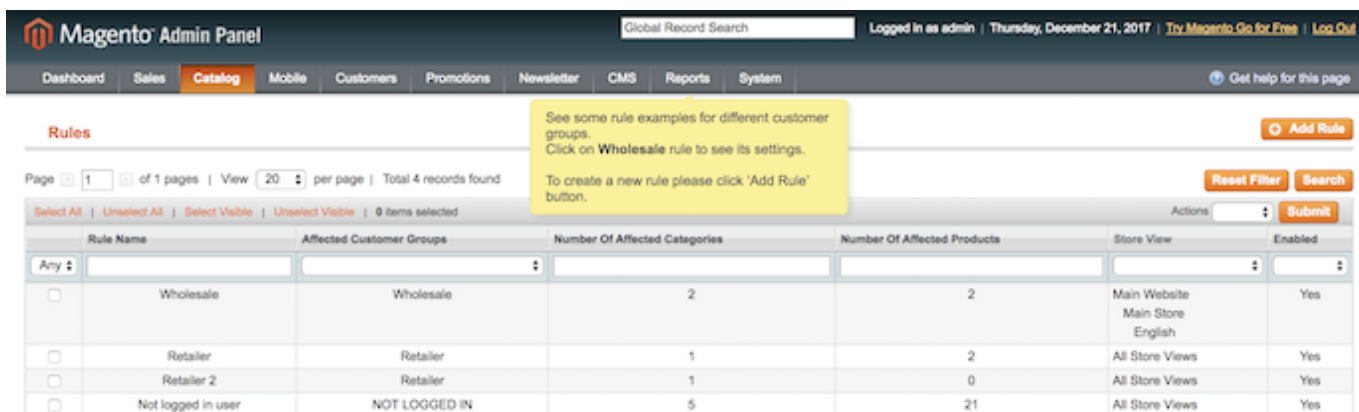 Magento Admin Panel
Global Record Search
Logged in as admin | Thursday, December 21, 2017 | Try Magento Go for Free | Log Out
Dashboard Sales Catalog Mobile Customers Promotions Newsletter CMS Reports System
Get help for this page
Rules
Add Rule
See some rule examples for different customer
groups.
Click on Wholesale rule to see its settings.
To create a new rule please click 'Add Rule'
button.
Page 1 of 1 pages | View 20 per page | Total 4 records found
Reset Filter Search
Select All | Unselect All | Select Visible | Unselect Visible | 0 items selected
Actions Submit
Rule Name Affected Customer Groups Number Of Affected Categories Number Of Affected Products Store View Enabled
Any
Wholesale Wholesale 2 2 Main Website Yes
Main Store
English
Retailer Retailer 1 2 All Store Views Yes
Retailer 2 Retailer 1 0 All Store Views Yes
Not logged in user NOT LOGGED IN 5 21 All Store Views Yes